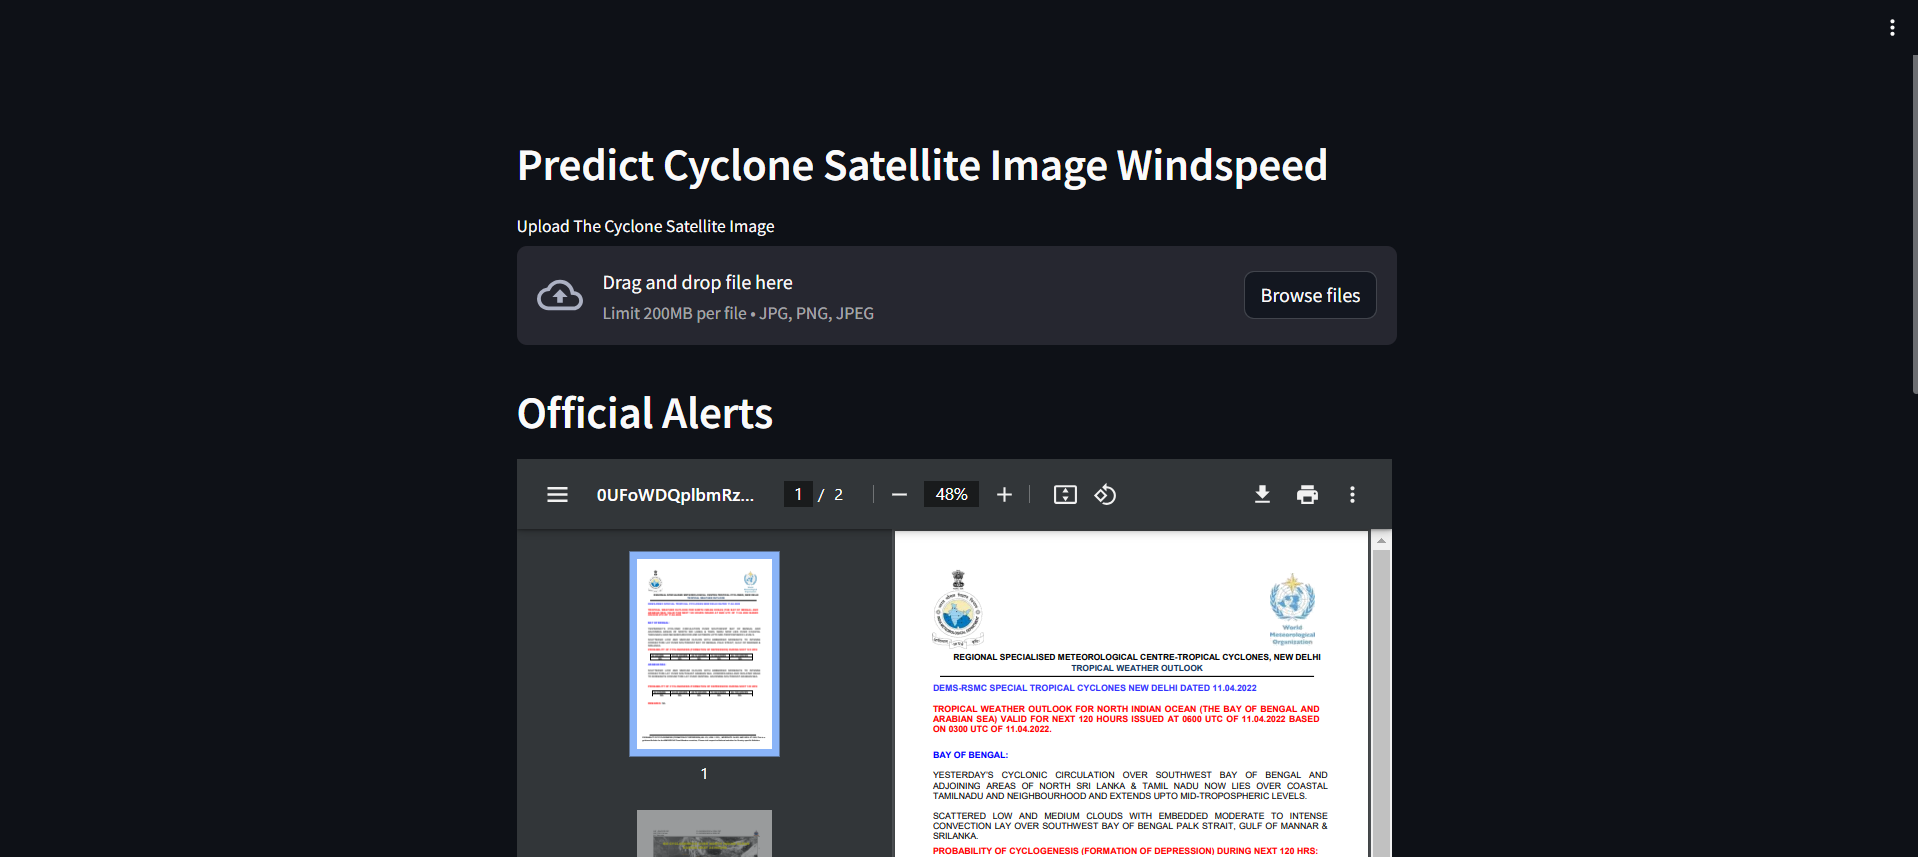 Predict Cyclone Satellite Image Windspeed
Upload The Cyclone Satellite Image
Drag and drop file here
Limit 200MB per file • JPG, PNG, JPEG
Browse files
Official Alerts
0UFoWDQplbmRz...
1 / 2
48%
1
World
Meteorological
Organization
REGIONAL SPECIALISED METEOROLOGICAL CENTRE-TROPICAL CYCLONES, NEW DELHI
TROPICAL WEATHER OUTLOOK
DEMS-RSMC SPECIAL TROPICAL CYCLONES NEW DELHI DATED 11.04.2022
TROPICAL WEATHER OUTLOOK FOR NORTH INDIAN OCEAN (THE BAY OF BENGAL AND
ARABIAN SEA) VALID FOR NEXT 120 HOURS ISSUED AT 0600 UTC OF 11.04.2022 BASED
ON 0300 UTC OF 11.04.2022.
BAY OF BENGAL:
YESTERDAY'S CYCLONIC CIRCULATION OVER SOUTHWEST BAY OF BENGAL AND
ADJOINING AREAS OF NORTH SRI LANKA & TAMIL NADU NOW LIES OVER COASTAL
TAMILNADU AND NEIGHBOURHOOD AND EXTENDS UPTO MID-TROPOSPHERIC LEVELS.
SCATTERED LOW AND MEDIUM CLOUDS WITH EMBEDDED MODERATE TO INTENSE
CONVECTION LAY OVER SOUTHWEST BAY OF BENGAL PALK STRAIT, GULF OF MANNAR &
SRILANKA.
PROBABILITY OF CYCLOGENESIS (FORMATION OF DEPRESSION) DURING NEXT 120 HRS: